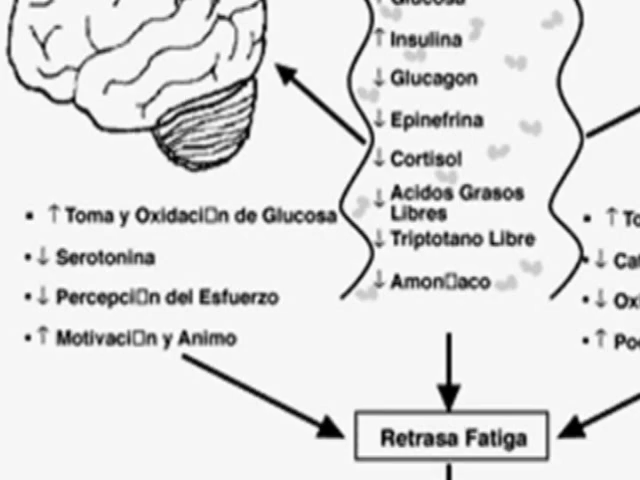 ↑ Glucosa
↑ Insulina
↓ Glucagon
↓ Epinefrina
↓ Cortisol
↓ Acidos Grasos
Libres
↓ Triptotano Libre
↓ Amon□aco
▪ ↑ Toma y Oxidaci□n de Glucosa
▪ ↓ Serotonina
▪ ↓ Percepci□n del Esfuerzo
▪ ↑ Motivaci□n y Animo
▪ ↑
▪ ↓
▪ ↓
▪ ↑
Retrasa Fatiga